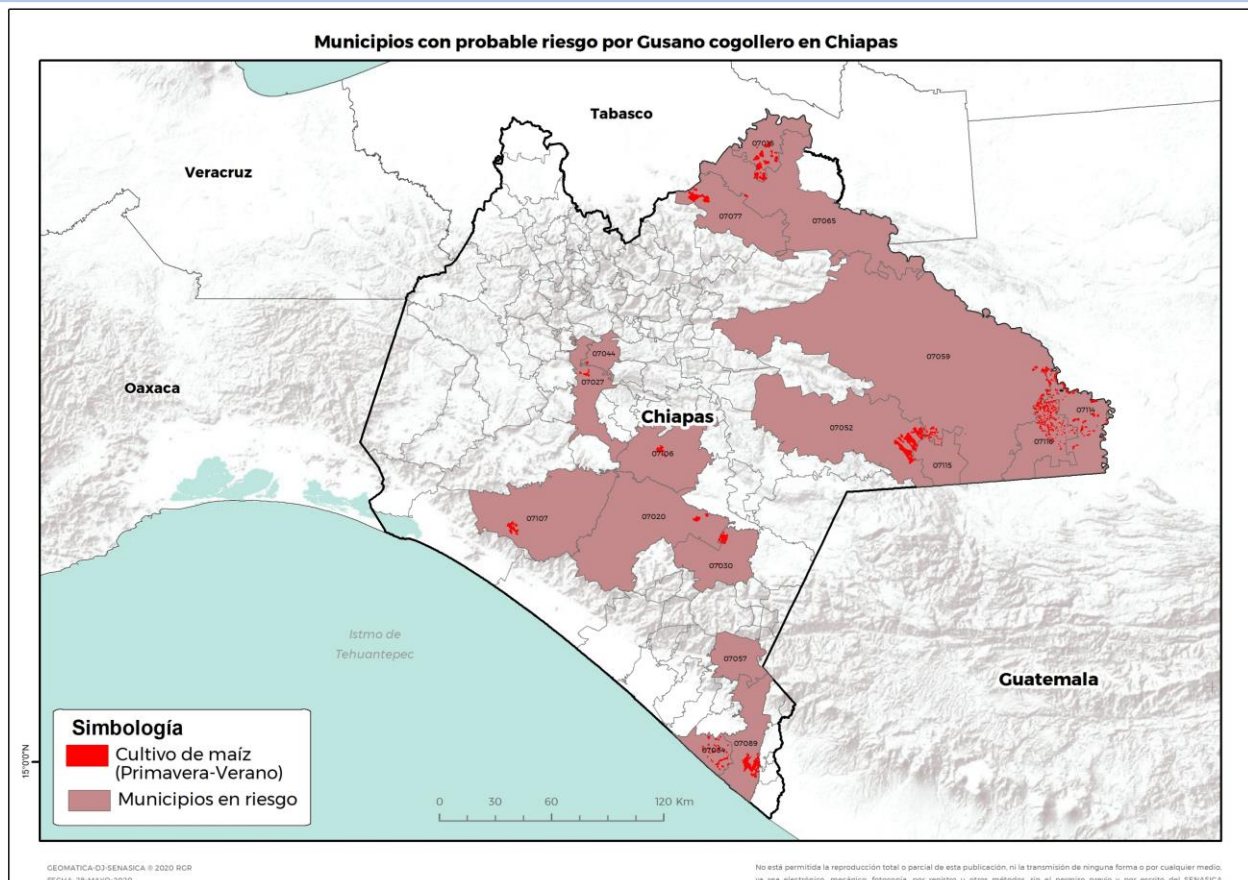 Municipios con probable riesgo por Gusano cogollero en Chiapas
Tabasco
Veracruz
07077
07065
07059
07044
07027
Oaxaca
Chiapas
07052
07106
07115
07107
07020
07030
Istmo de
Tehuantepec
07057
Guatemala
07089
Simbología
Cultivo de maíz
(Primavera-Verano)
Municipios en riesgo
15°0'0"N
0 30 60 120 Km
GEOMATICA-DJ-SENASICA © 2020 RGR
No está permitida la reproducción total o parcial de esta publicación, ni la transmisión de ninguna forma o por cualquier medio,